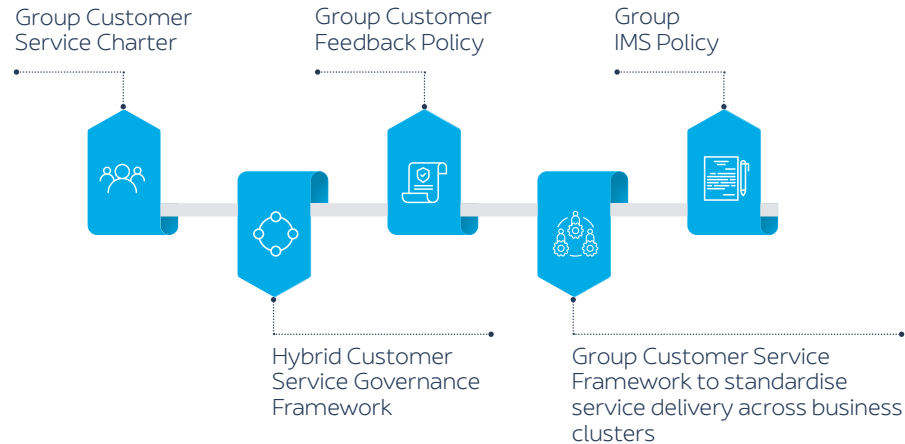 Group Customer
Service Charter
Group Customer
Feedback Policy
Group
IMS Policy
Hybrid Customer
Service Governance
Framework
Group Customer Service
Framework to standardise
service delivery across business
clusters